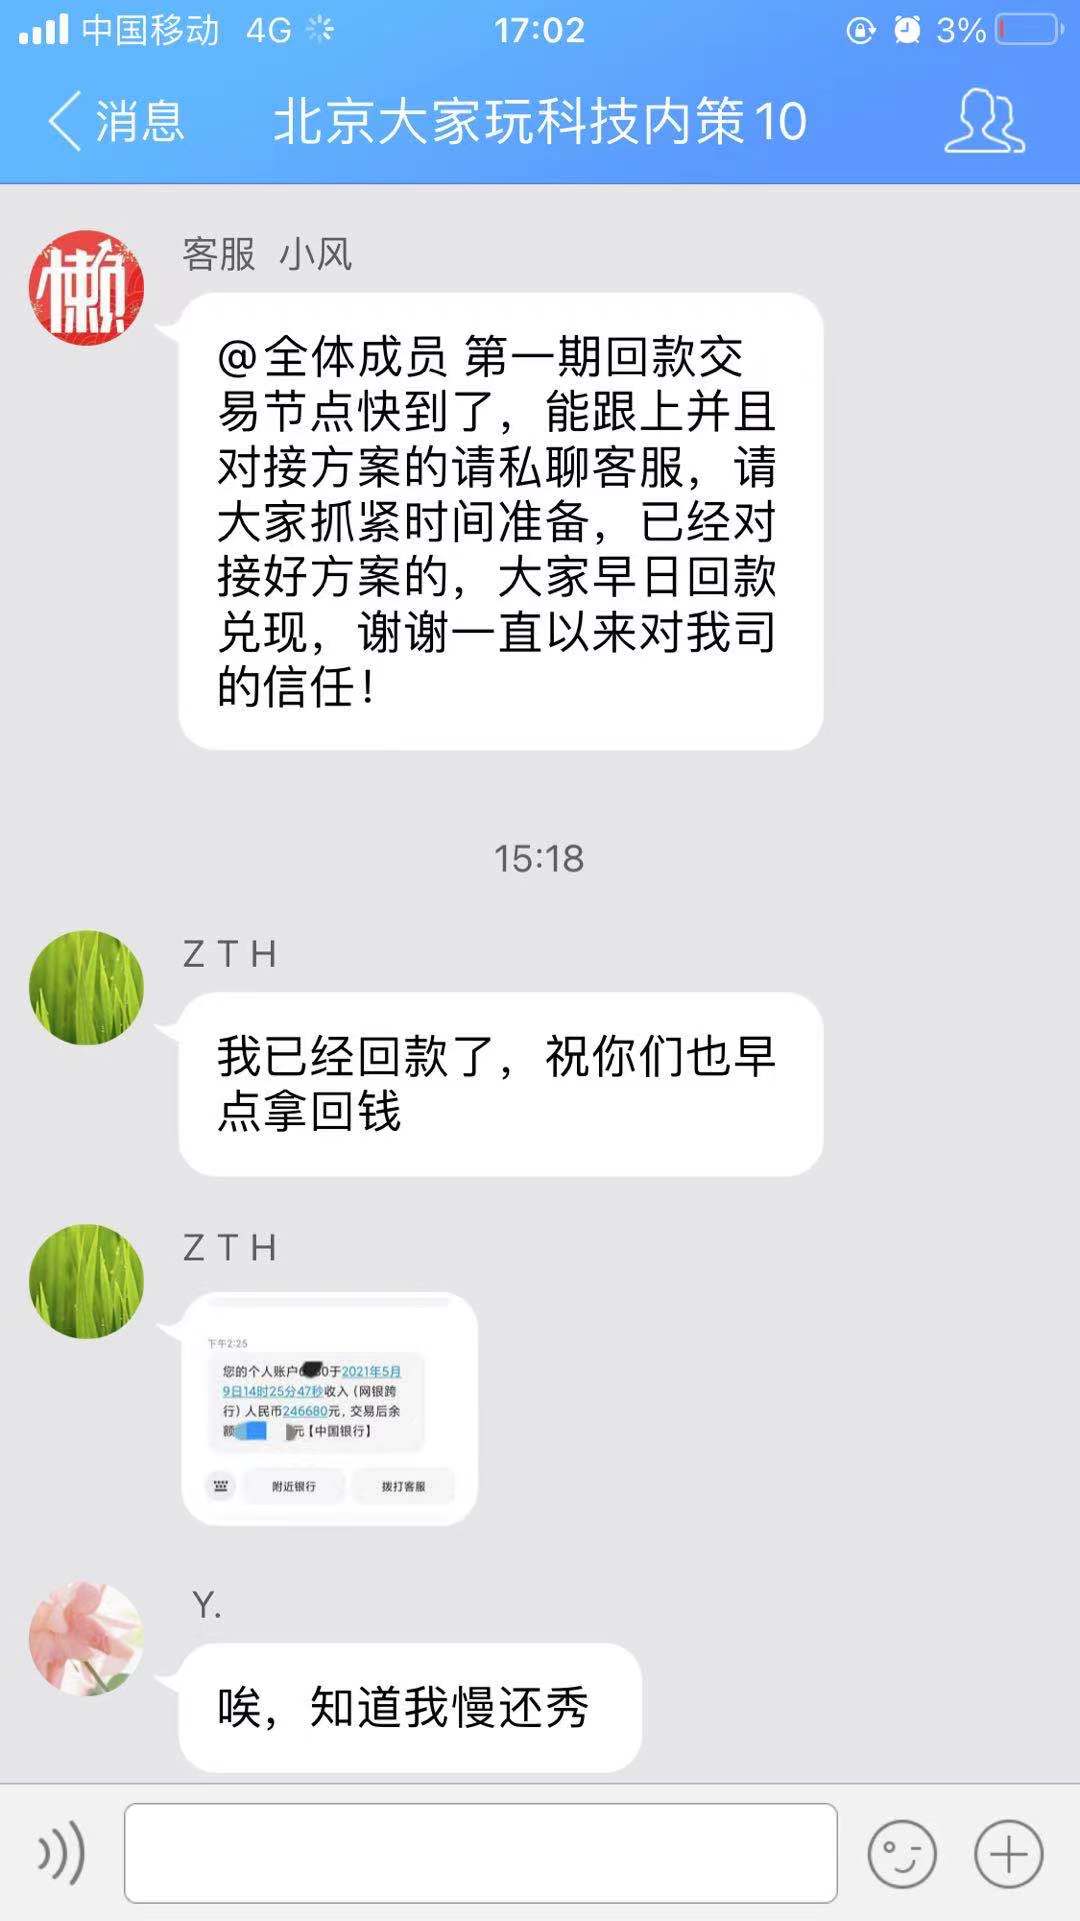 中国移动 4G 17:02 3%
消息 北京大家玩科技内策10
懒
客服 小风
@全体成员 第一期回款交
易节点快到了，能跟上并且
对接方案的请私聊客服，请
大家抓紧时间准备，已经对
接好方案的，大家早日回款
兑现，谢谢一直以来对我司
的信任！
15:18
Z T H
我已经回款了，祝你们也早
点拿回钱
Z T H
下午2:25
您的个人账户6 80于2021年5月
9日14时25分47秒收入（网银跨
行）人民币246680元，交易后余
额 元【中国银行】
附近银行 拨打客服
Y.
唉，知道我慢还秀